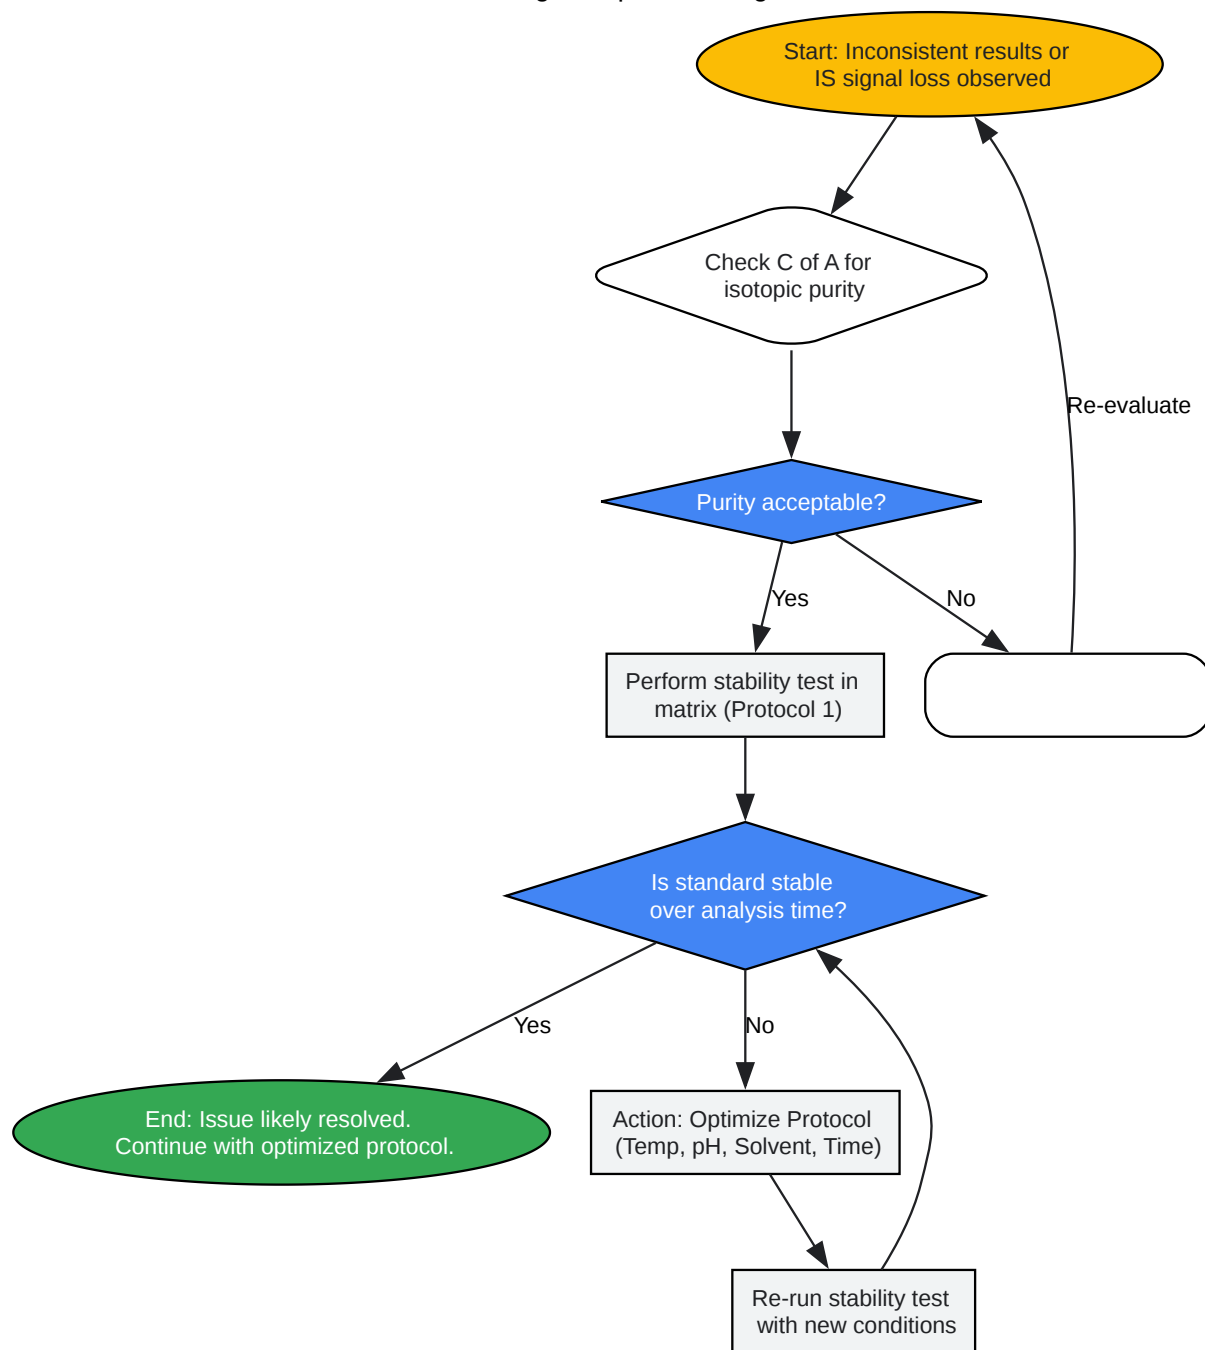 Start: Inconsistent results or
IS signal loss observed
Check C of A for
isotopic purity
Re-evaluate
Purity acceptable?
Yes
No
Perform stability test in
matrix (Protocol 1)
Is standard stable
over analysis time?
Yes
No
End: Issue likely resolved.
Continue with optimized protocol.
Action: Optimize Protocol
(Temp, pH, Solvent, Time)
Re-run stability test
with new conditions